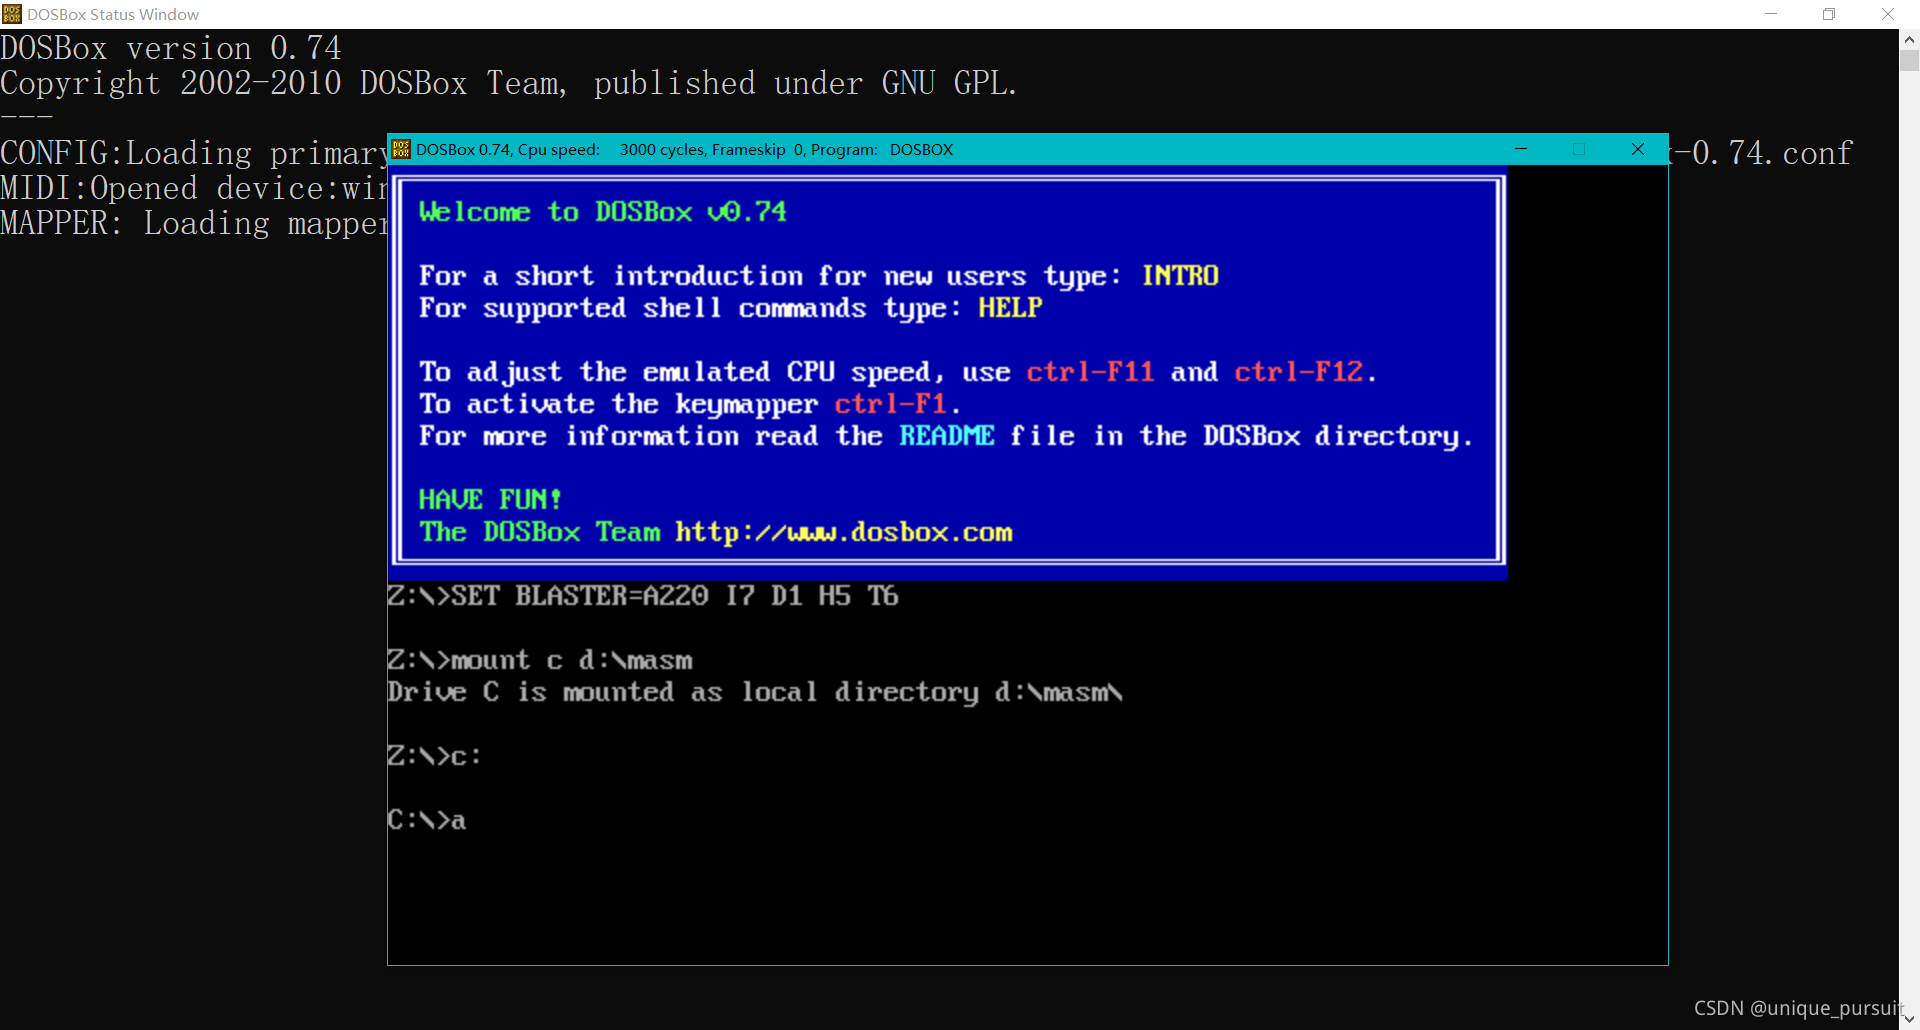 DOSBox Status Window
DOSBox version 0.74
Copyright 2002-2010 DOSBox Team, published under GNU GPL.
---
CONFIG:Loading primary
-0.74.conf
MIDI:Opened device:win
MAPPER: Loading mapper
DOSBox 0.74, Cpu speed: 3000 cycles, Frameskip 0, Program: DOSBOX
Welcome to DOSBox v0.74
For a short introduction for new users type: INTRO
For supported shell commands type: HELP
To adjust the emulated CPU speed, use ctrl-F11 and ctrl-F12.
To activate the keymapper ctrl-F1.
For more information read the README file in the DOSBox directory.
HAVE FUN!
The DOSBox Team http://www.dosbox.com
Z:\>SET BLASTER=A220 I7 D1 H5 T6
Z:\>mount c d:\masm
Drive C is mounted as local directory d:\masm\
Z:\>c:
C:\>a
CSDN @unique_pursuit